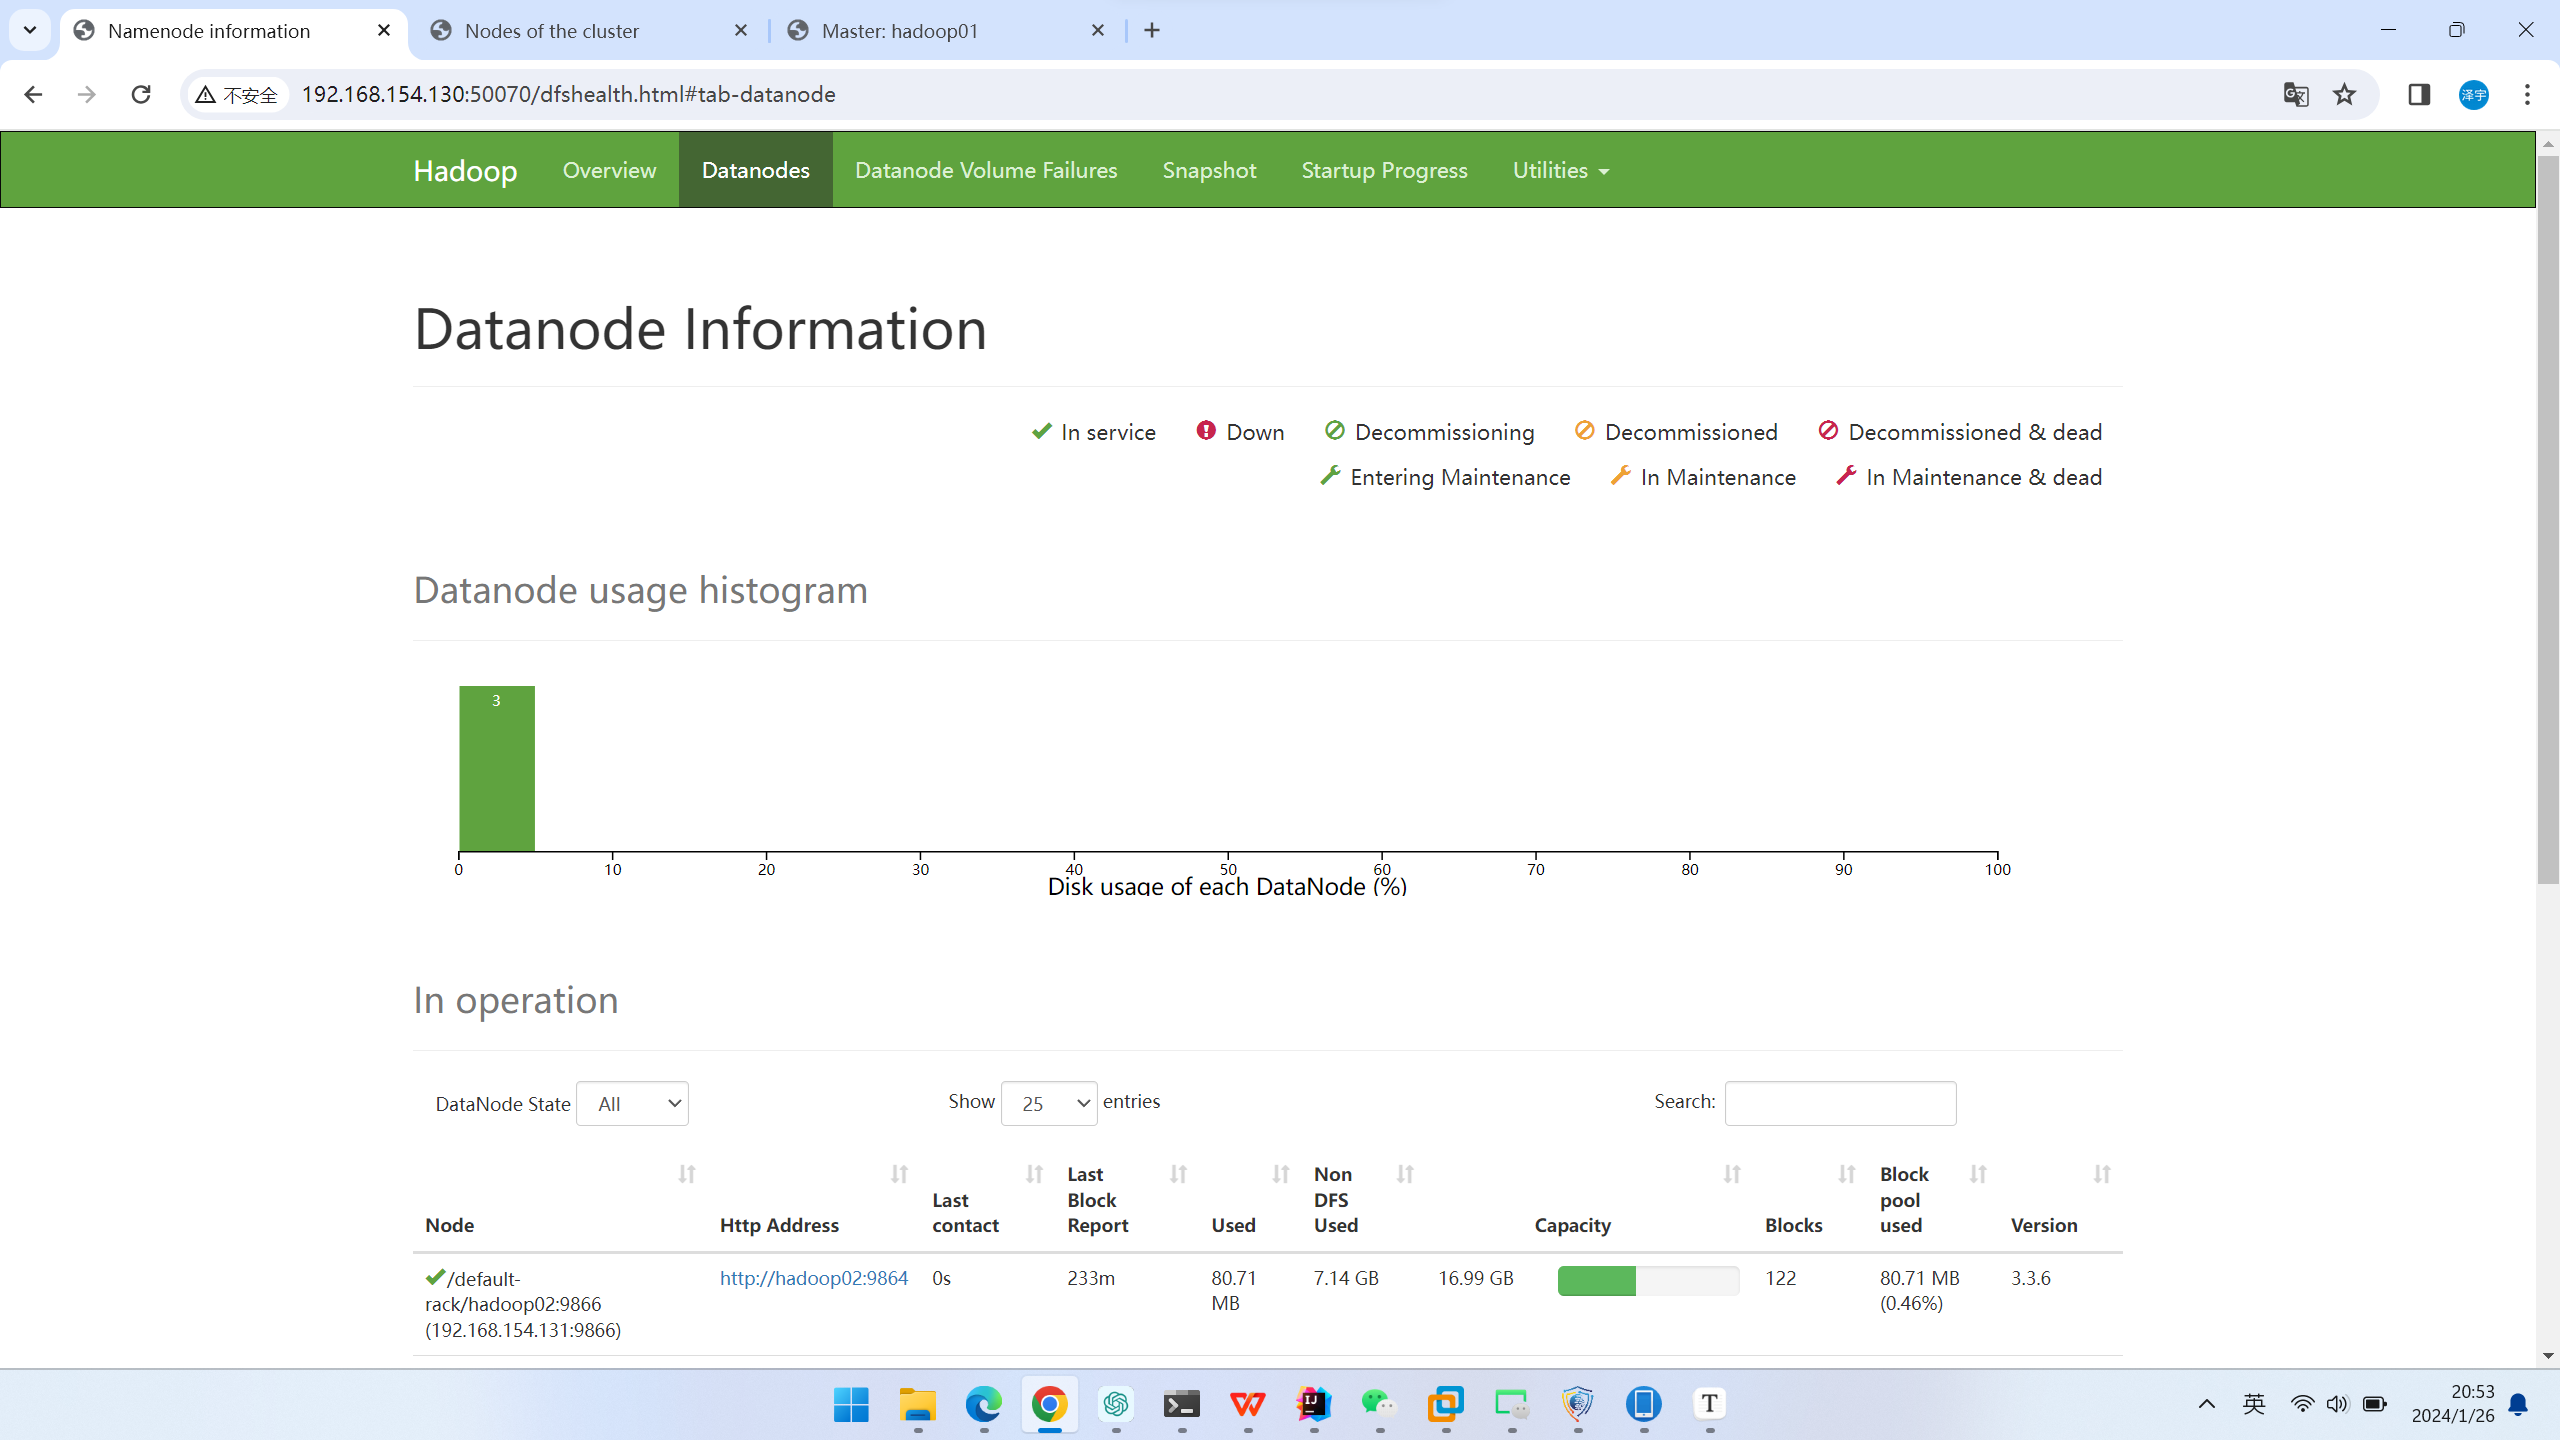 Namenode information
Nodes of the cluster
Master: hadoop01
不安全
192.168.154.130:50070/dfshealth.html#tab-datanode
泽宇
Hadoop Overview Datanodes Datanode Volume Failures Snapshot Startup Progress Utilities
Datanode Information
In service Down Decommissioning Decommissioned Decommissioned & dead
Entering Maintenance In Maintenance In Maintenance & dead
Datanode usage histogram
3
0 10 20 30 40 50 60 70 80 90 100
Disk usage of each DataNode (%)
In operation
DataNode State All Show 25 entries Search:
Node Http Address Last contact Last Block Report Used Non DFS Used Capacity Blocks Block pool used Version
/default-rack/hadoop02:9866 (192.168.154.131:9866) http://hadoop02:9864 0s 233m 80.71 MB 7.14 GB 16.99 GB 122 80.71 MB (0.46%) 3.3.6
英
20:53
2024/1/26